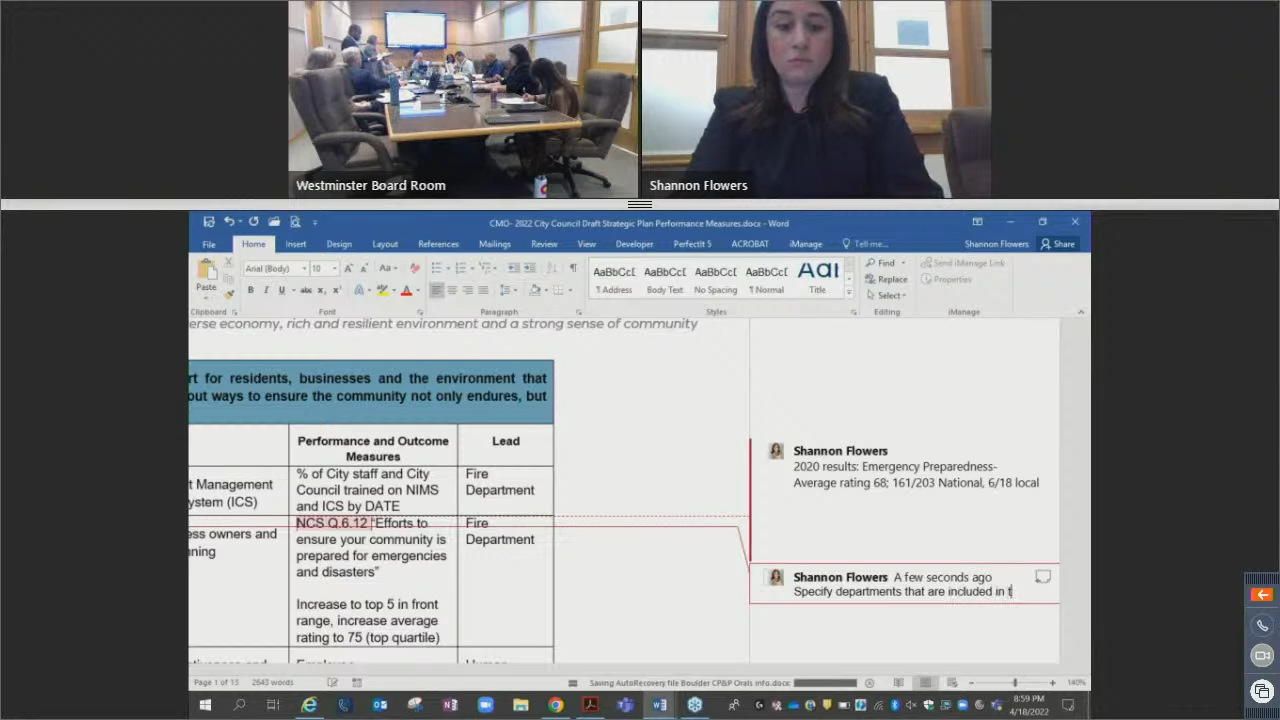 Westminster Board Room
Shannon Flowers
CMO- 2022 City Council Draft Strategic Plan Performance Measures.docx - Word
File Home Insert Design Layout References Mailings Review View Developer PerfectIt 5 ACROBAT iManage Tell me... Shannon Flowers Share
Paste
Arial (Body) 10
AaBbCcI AaBbCcI AaBbCcI AaBbCcI AaI
¶ Address Body Text No Spacing ¶ Normal Title
Find
Replace
Select
Send iManage Link
Properties
Clipboard Font Paragraph Styles Editing iManage
erse economy, rich and resilient environment and a strong sense of community
rt for residents, businesses and the environment that
out ways to ensure the community not only endures, but
Performance and Outcome
Measures
Lead
t Management
ystem (ICS)
% of City staff and City
Council trained on NIMS
and ICS by DATE
Fire
Department
ess owners and
nning
NCS Q.6.12 "Efforts to
ensure your community is
prepared for emergencies
and disasters"
Increase to top 5 in front
range, increase average
rating to 75 (top quartile)
Fire
Department
Shannon Flowers
2020 results: Emergency Preparedness-
Average rating 68; 161/203 National, 6/18 local
Shannon Flowers A few seconds ago
Specify departments that are included in t
Page 1 of 13 2643 words Saving AutoRecovery file Boulder CP&P Orals info.docx 140%
8:59 PM
4/18/2022